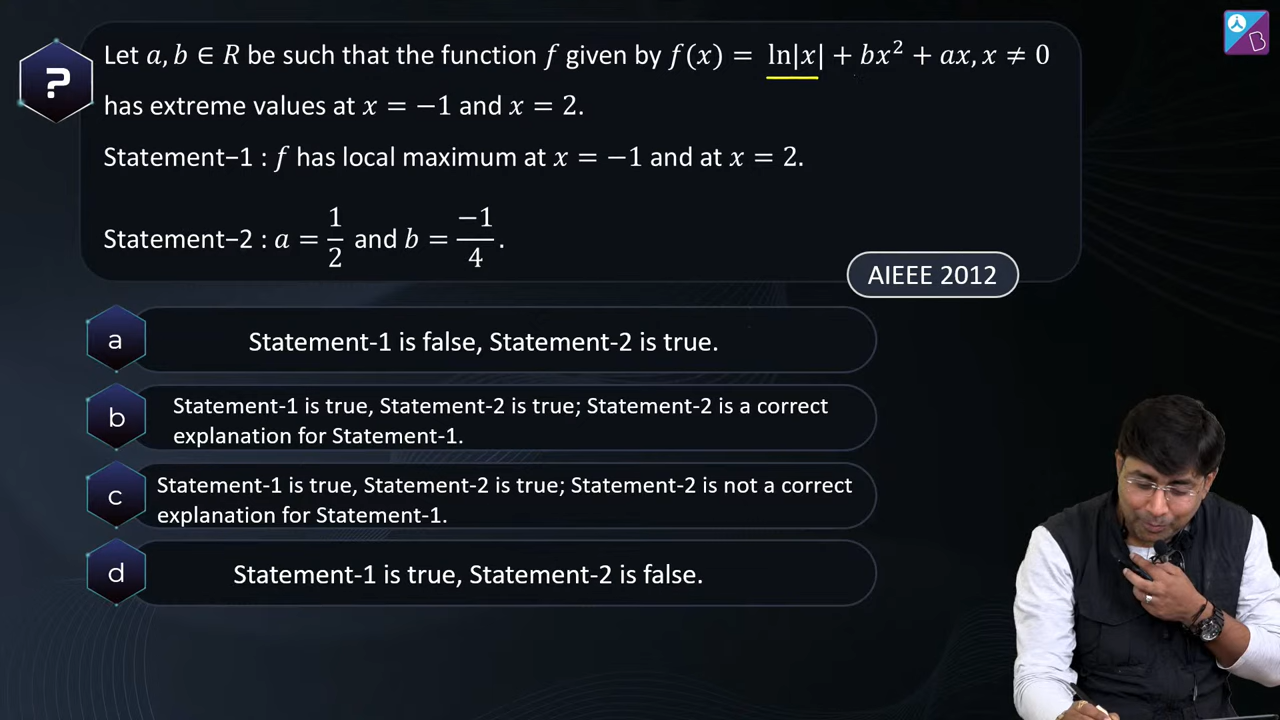 ?
Let a, b ∈ R be such that the function f given by f(x) = ln|x| + bx² + ax, x ≠ 0
has extreme values at x = −1 and x = 2.
Statement−1 : f has local maximum at x = −1 and at x = 2.
Statement−2 : a = 1/2 and b = −1/4.
AIEEE 2012
a Statement-1 is false, Statement-2 is true.
b Statement-1 is true, Statement-2 is true; Statement-2 is a correct
explanation for Statement-1.
c Statement-1 is true, Statement-2 is true; Statement-2 is not a correct
explanation for Statement-1.
d Statement-1 is true, Statement-2 is false.
B